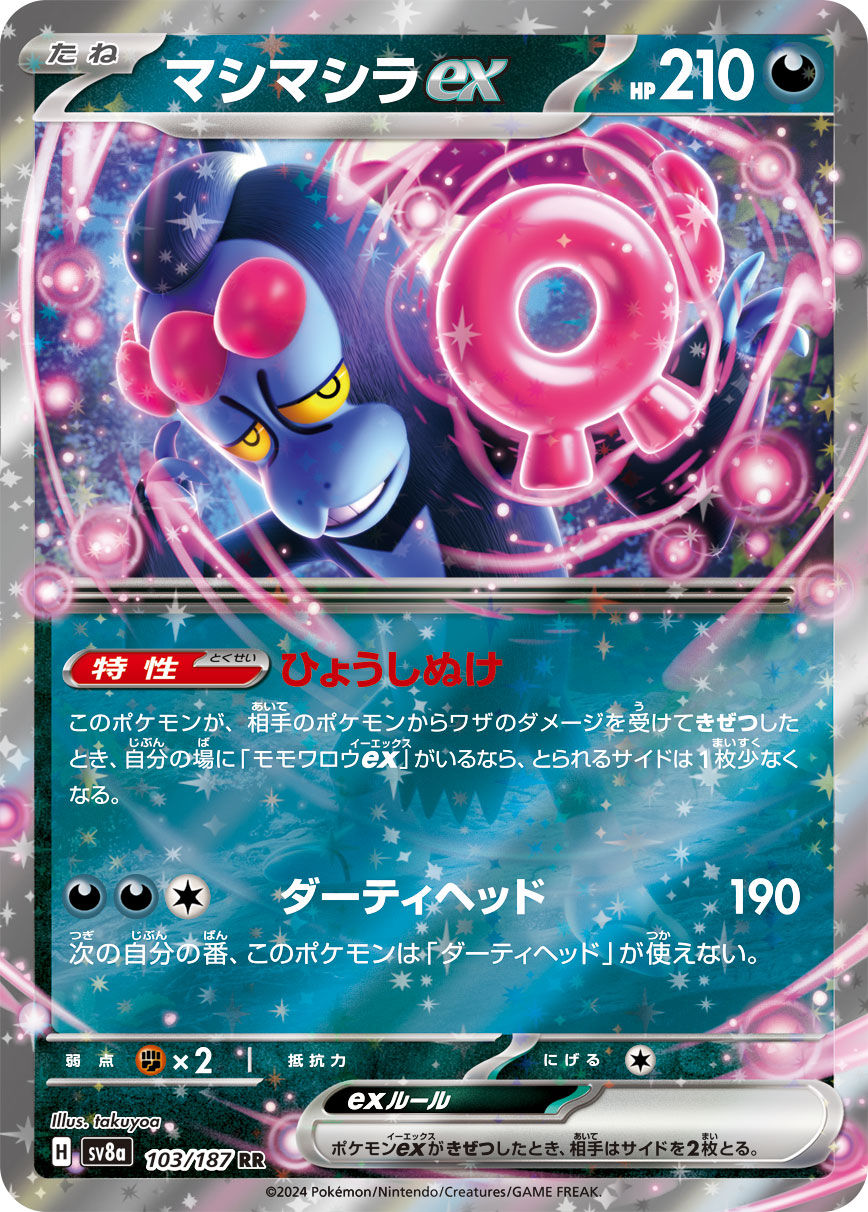 たね
マシマシラex
HP 210
特性 とくせい ひょうしぬけ
このポケモンが、相手のポケモンからワザのダメージを受けてきぜつした
とき、自分の場に「モモワロウex」がいるなら、とられるサイドは1枚少なく
なる。
ダーティヘッド 190
次の自分の番、このポケモンは「ダーティヘッド」が使えない。
弱点 ×2 抵抗力 にげる
exルール
ポケモンexがきぜつしたとき、相手はサイドを2枚とる。
Illus. takuyoa
H sv8a 103/187 RR
©2024 Pokémon/Nintendo/Creatures/GAME FREAK.